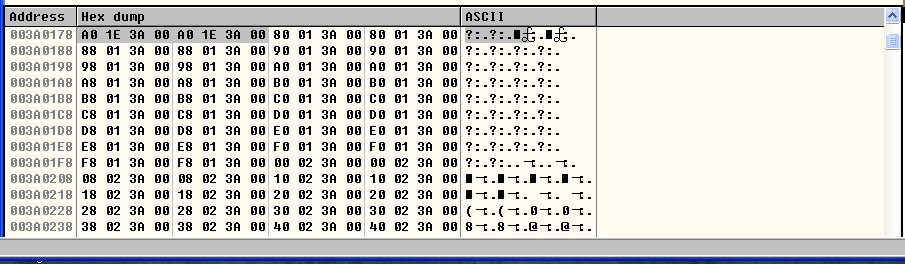 Address Hex dump ASCII
003A0178 A0 1E 3A 00 A0 1E 3A 00 80 01 3A 00 80 01 3A 00 ?:.?:.
003A0188 88 01 3A 00 88 01 3A 00 90 01 3A 00 90 01 3A 00 ?:.?:.?:.?:.
003A0198 98 01 3A 00 98 01 3A 00 A0 01 3A 00 A0 01 3A 00 ?:.?:.?:.?:.
003A01A8 A8 01 3A 00 A8 01 3A 00 B0 01 3A 00 B0 01 3A 00 ?:.?:.?:.?:.
003A01B8 B8 01 3A 00 B8 01 3A 00 C0 01 3A 00 C0 01 3A 00 ?:.?:.?:.?:.
003A01C8 C8 01 3A 00 C8 01 3A 00 D0 01 3A 00 D0 01 3A 00 ?:.?:.?:.?:.
003A01D8 D8 01 3A 00 D8 01 3A 00 E0 01 3A 00 E0 01 3A 00 ?:.?:.?:.?:.
003A01E8 E8 01 3A 00 E8 01 3A 00 F0 01 3A 00 F0 01 3A 00 ?:.?:.?:.?:.
003A01F8 F8 01 3A 00 F8 01 3A 00 00 02 3A 00 00 02 3A 00 ?:.?:..¬:..¬:.
003A0208 08 02 3A 00 08 02 3A 00 10 02 3A 00 10 02 3A 00
003A0218 18 02 3A 00 18 02 3A 00 20 02 3A 00 20 02 3A 00
003A0228 28 02 3A 00 28 02 3A 00 30 02 3A 00 30 02 3A 00 (¬:.(¬:.0¬:.0¬:.
003A0238 38 02 3A 00 38 02 3A 00 40 02 3A 00 40 02 3A 00 8¬:.8¬:.@¬:.@¬:.